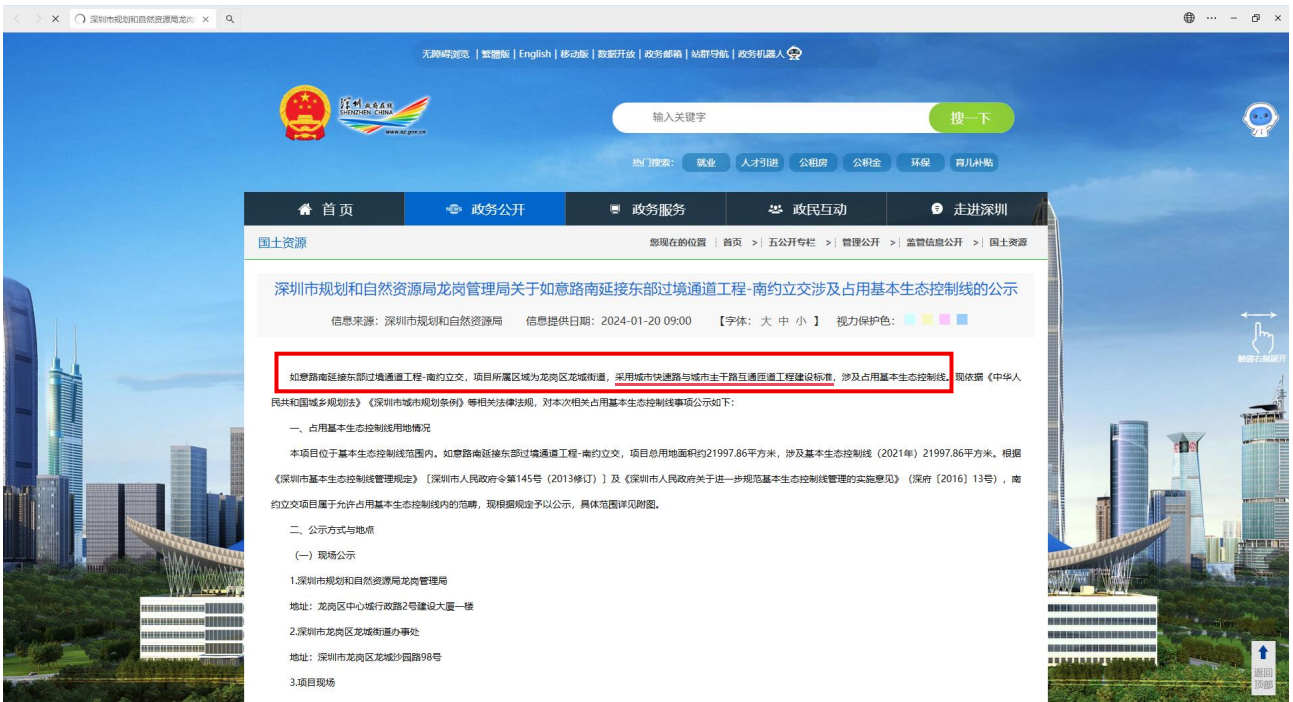 深圳市规划和自然资源局龙岗
无障碍浏览 | 繁體版 | English | 移动版 | 数据开放 | 政务邮箱 | 站群导航 | 政务机器人
深圳 政府在线
SHENZHEN CHINA
www.sz.gov.cn
输入关键字
搜一下
热门搜索: 就业 人才引进 公租房 公积金 环保 育儿补贴
首页 政务公开 政务服务 政民互动 走进深圳
国土资源
您现在的位置 | 首页 > | 五公开专栏 > | 管理公开 > | 监管信息公开 > | 国土资源
深圳市规划和自然资源局龙岗管理局关于如意路南延接东部过境通道工程-南约立交涉及占用基本生态控制线的公示
信息来源：深圳市规划和自然资源局 信息提供日期：2024-01-20 09:00 【字体： 大 中 小 】 视力保护色：
触碰右侧展开
如意路南延接东部过境通道工程-南约立交，项目所属区域为龙岗区龙城街道，采用城市快速路与城市主干路互通匝道工程建设标准，涉及占用基本生态控制线。现依据《中华人
民共和国城乡规划法》《深圳市城市规划条例》等相关法律法规，对本次相关占用基本生态控制线事项公示如下：
一、占用基本生态控制线用地情况
本项目位于基本生态控制线范围内。如意路南延接东部过境通道工程-南约立交，项目总用地面积约21997.86平方米，涉及基本生态控制线（2021年）21997.86平方米。根据
《深圳市基本生态控制线管理规定》［深圳市人民政府令第145号（2013修订）］及《深圳市人民政府关于进一步规范基本生态控制线管理的实施意见》（深府［2016］13号），南
约立交项目属于允许占用基本生态控制线内的范畴，现根据规定予以公示，具体范围详见附图。
二、公示方式与地点
（一）现场公示
1.深圳市规划和自然资源局龙岗管理局
地址：龙岗区中心城行政路2号建设大厦一楼
2.深圳市龙岗区龙城街道办事处
地址：深圳市龙岗区龙城沙园路98号
3.项目现场
返回
顶部